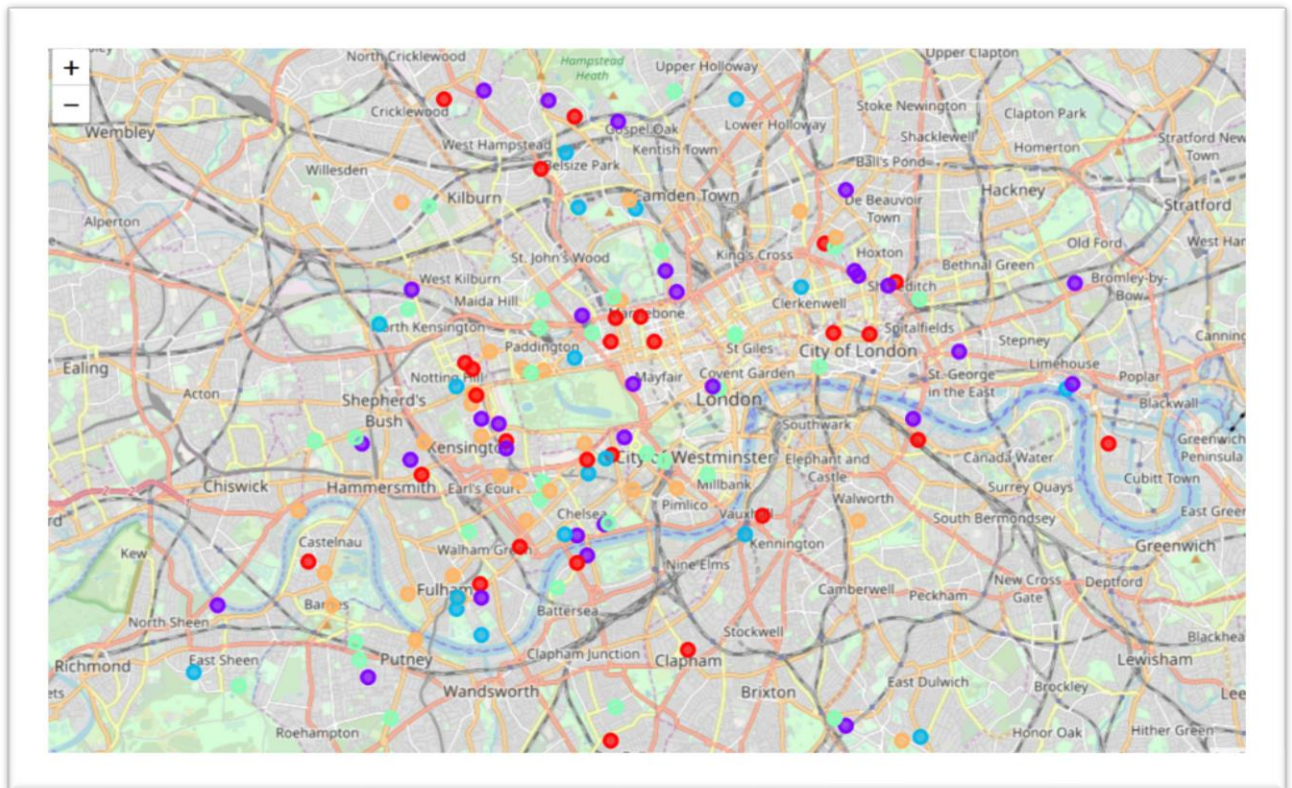 +
−
North Cricklewood
Hampstead
Heath
Upper Holloway
Upper Clapton
Cricklewood
Stoke Newington
Clapton Park
Wembley
Gospel Oak
Lower Holloway
Shacklewell
Stratford New
Town
West Hampstead
Kentish Town
Homerton
Willesden
Belsize Park
Ball's Pond
Kilburn
Camden Town
De Beauvoir
Town
Hackney
Stratford
Alperton
St. John's Wood
King's Cross
Hoxton
Old Ford
West Har
West Kilburn
Bethnal Green
Bromley-by-
Bow
Maida Hill
Clerkenwell
orth Kensington
Spitalfields
Canning
Paddington
St Giles
City of London
Stepney
Ealing
Notting Hill
Mayfair
Covent Garden
St. George
in the East
Limehouse
Poplar
Acton
Shepherd's
Bush
London
Blackwall
Southwark
Greenwich
Peninsula
Kensingto
City of Westminster
Elephant and
Castle
Canada Water
Chiswick
Hammersmith
Earl's Court
Millbank
Surrey Quays
Cubitt Town
rd
Pimlico
Walworth
Chelsea
Vauxh
South Bermondsey
East Green
Kew
Castelnau
Walham Green
Kennington
Greenwich
Nine Elms
Fulham
Camberwell
Peckham
New Cross
Gate
Deptford
Barnes
Battersea
North Sheen
Stockwell
Blackhea
Richmond
East Sheen
Putney
Clapham Junction
Clapham
Lewisham
ets
Wandsworth
Brixton
East Dulwich
Brockley
Lee
Roehampton
Honor Oak
Hither Green